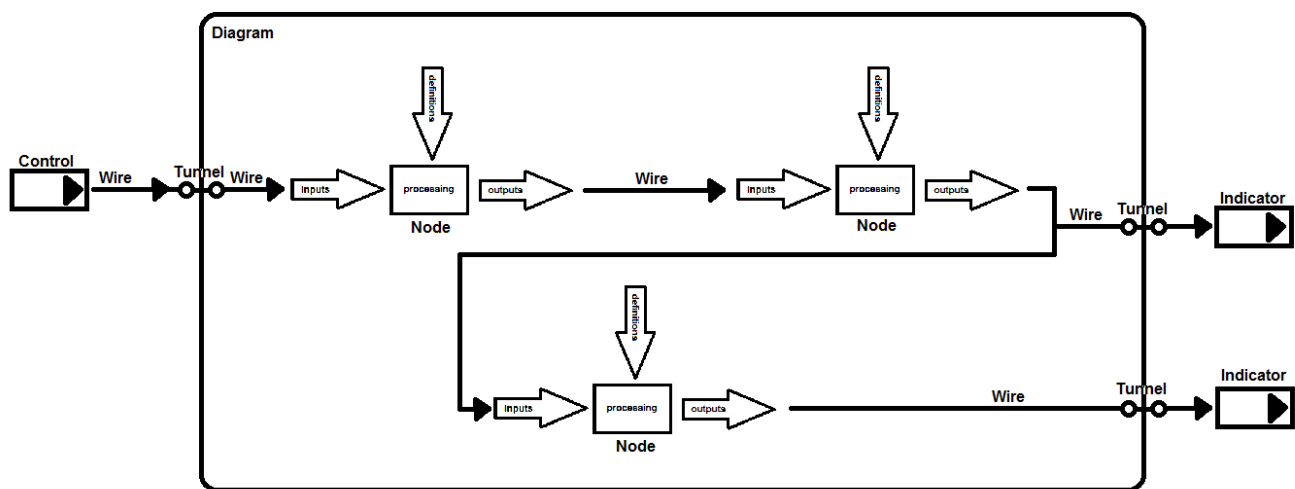 Diagram
definitions
definitions
Control
Wire
Tunnel
Wire
Inputs
processing
outputs
Wire
Inputs
processing
outputs
Node
Node
Wire
Tunnel
Indicator
definitions
Inputs
processing
outputs
Node
Wire
Tunnel
Indicator